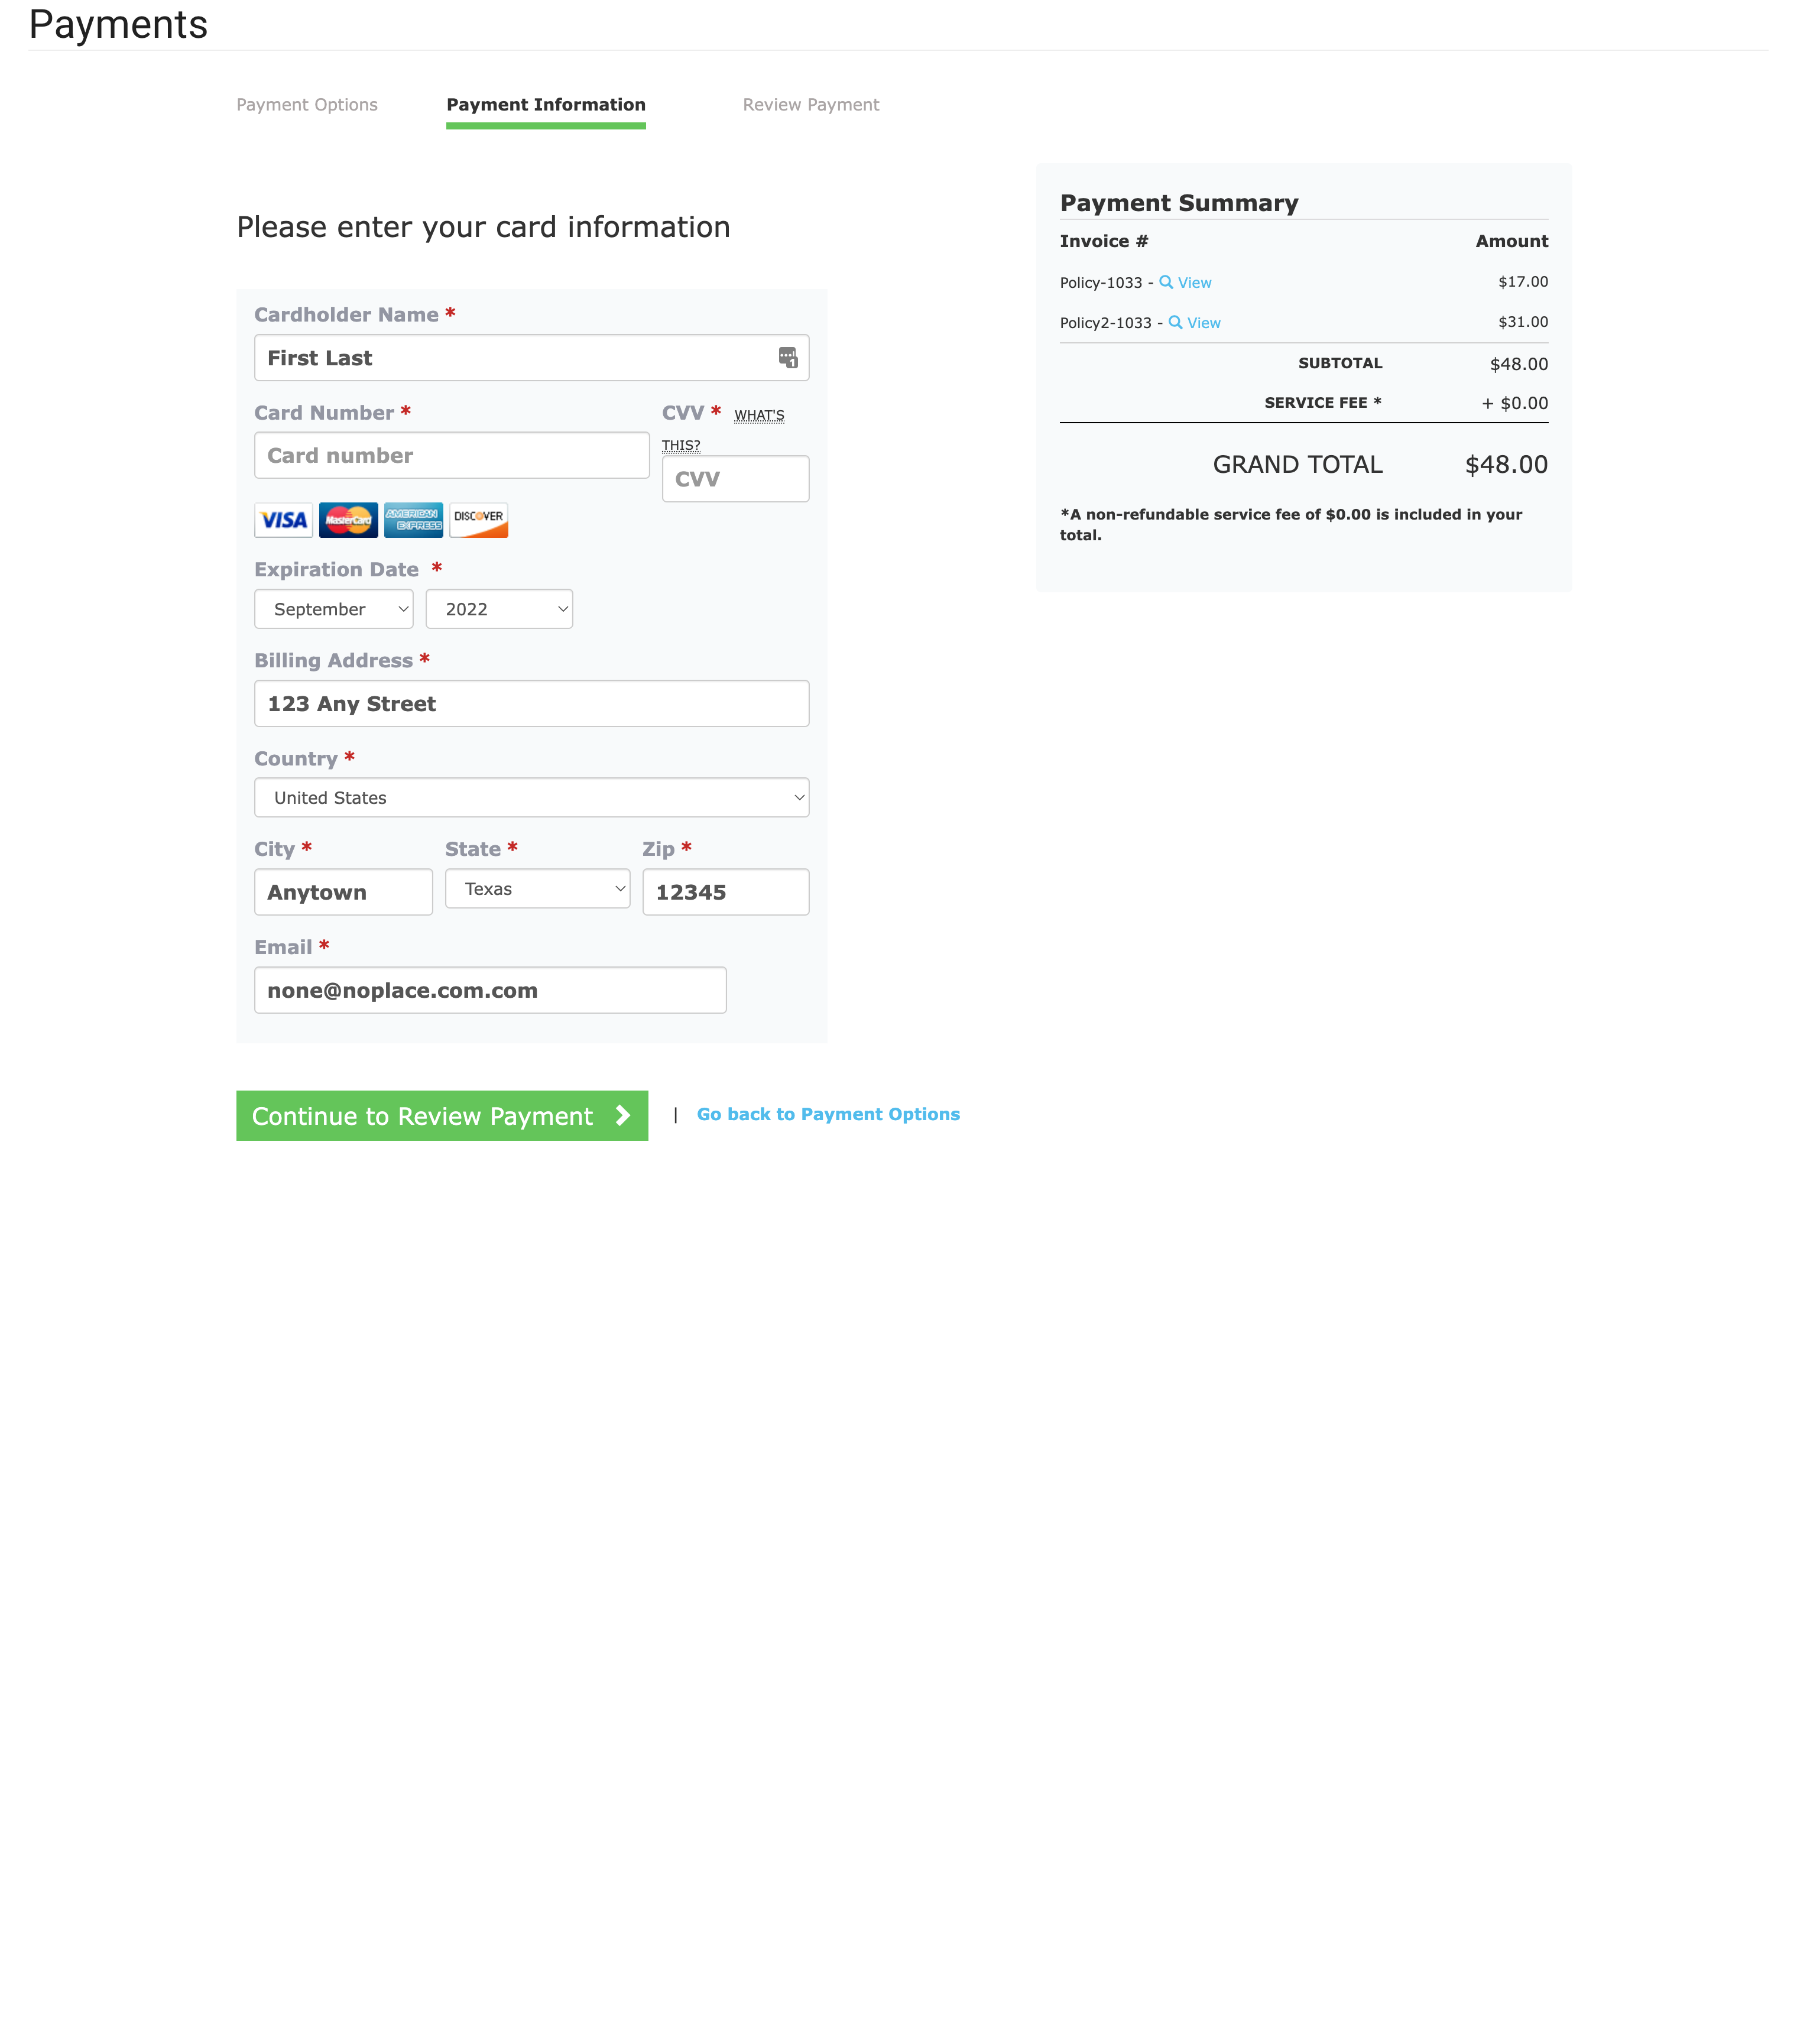 Payments
Payment Options
Payment Information
Review Payment
Please enter your card information
Cardholder Name *
First Last
1
Card Number *
CVV * WHAT'S
THIS?
Card number
CVV
VISA
MasterCard
AMERICAN
EXPRESS
DISCOVER
Expiration Date *
September
2022
Billing Address *
123 Any Street
Country *
United States
City *
State *
Zip *
Anytown
Texas
12345
Email *
none@noplace.com.com
Continue to Review Payment
| Go back to Payment Options
Payment Summary
Invoice # Amount
Policy-1033 - View $17.00
Policy2-1033 - View $31.00
SUBTOTAL $48.00
SERVICE FEE * + $0.00
GRAND TOTAL $48.00
*A non-refundable service fee of $0.00 is included in your
total.